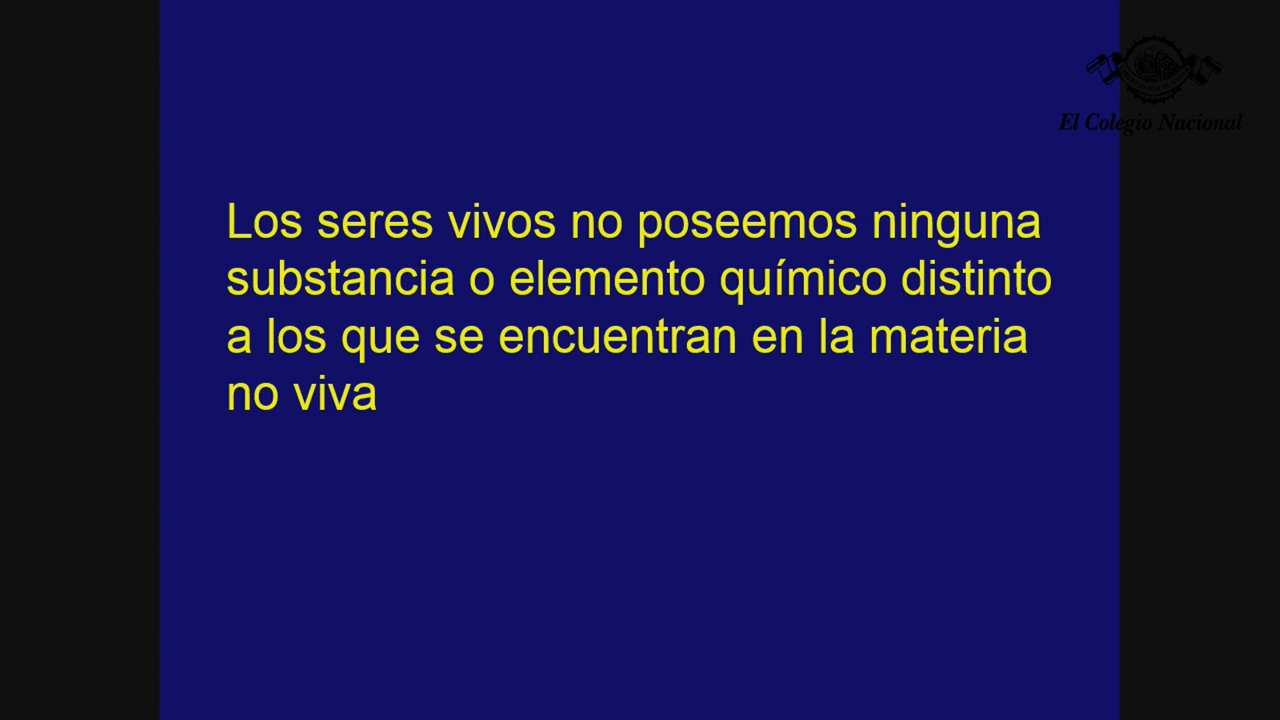 El Colegio Nacional
Los seres vivos no poseemos ninguna
substancia o elemento químico distinto
a los que se encuentran en la materia
no viva